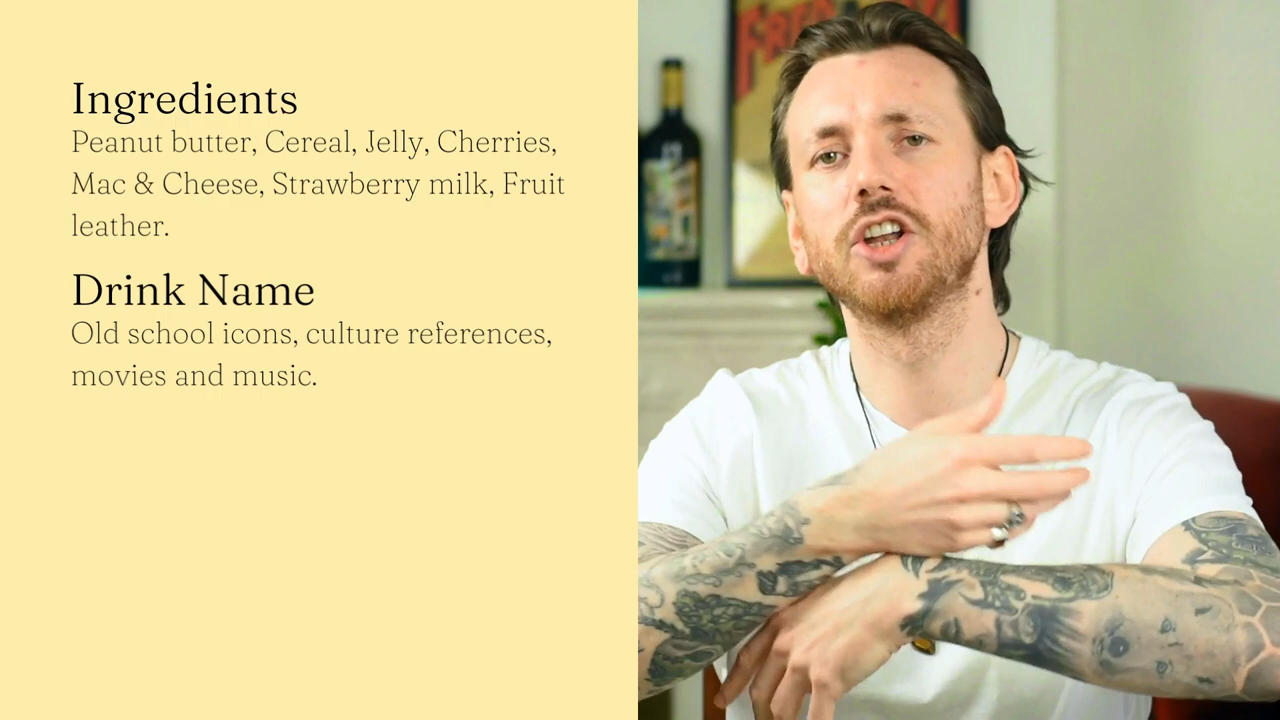 Ingredients
Peanut butter, Cereal, Jelly, Cherries,
Mac & Cheese, Strawberry milk, Fruit
leather.
Drink Name
Old school icons, culture references,
movies and music.